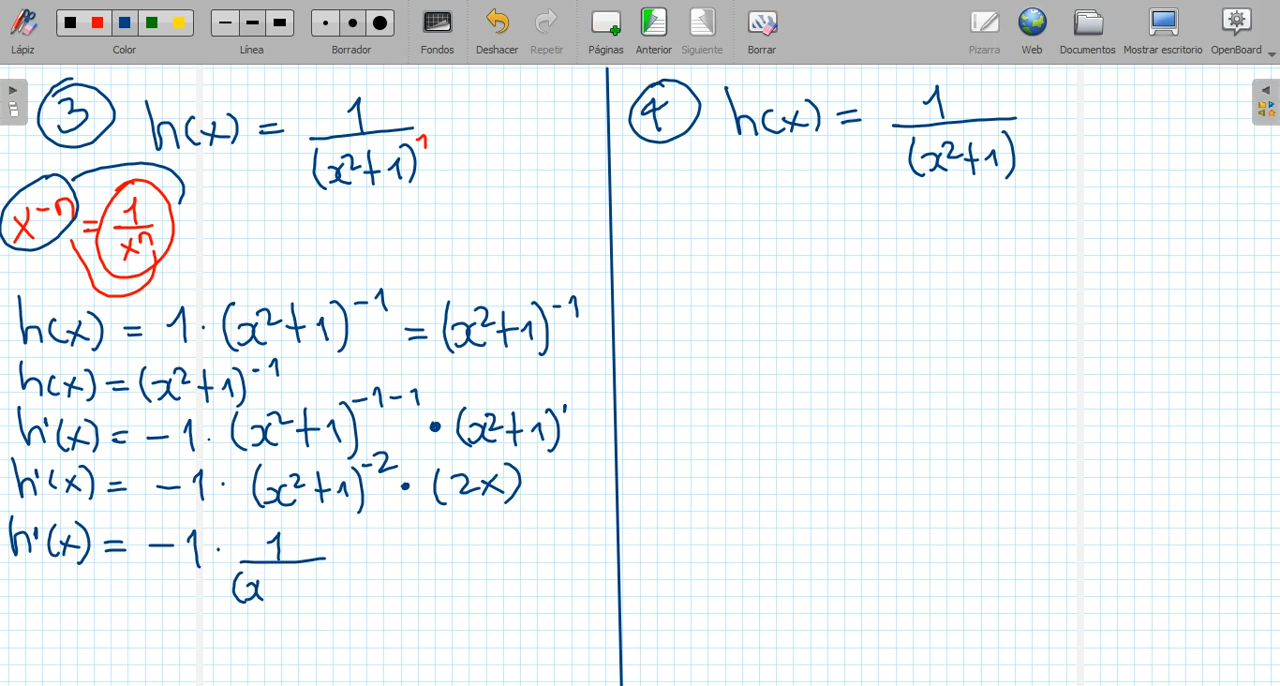 Lápiz Color Línea Borrador Fondos Deshacer Repetir Páginas Anterior Siguiente Borrar Pizarra Web Documentos Mostrar escritorio OpenBoard
3 h(x) = 1/(x²+1)¹
x⁻ⁿ = 1/xⁿ
h(x) = 1·(x²+1)⁻¹ = (x²+1)⁻¹
h(x) = (x²+1)⁻¹
h'(x) = -1·(x²+1)⁻¹⁻¹ • (x²+1)'
h'(x) = -1·(x²+1)⁻² • (2x)
h'(x) = -1· 1/(x
4 h(x) = 1/(x²+1)